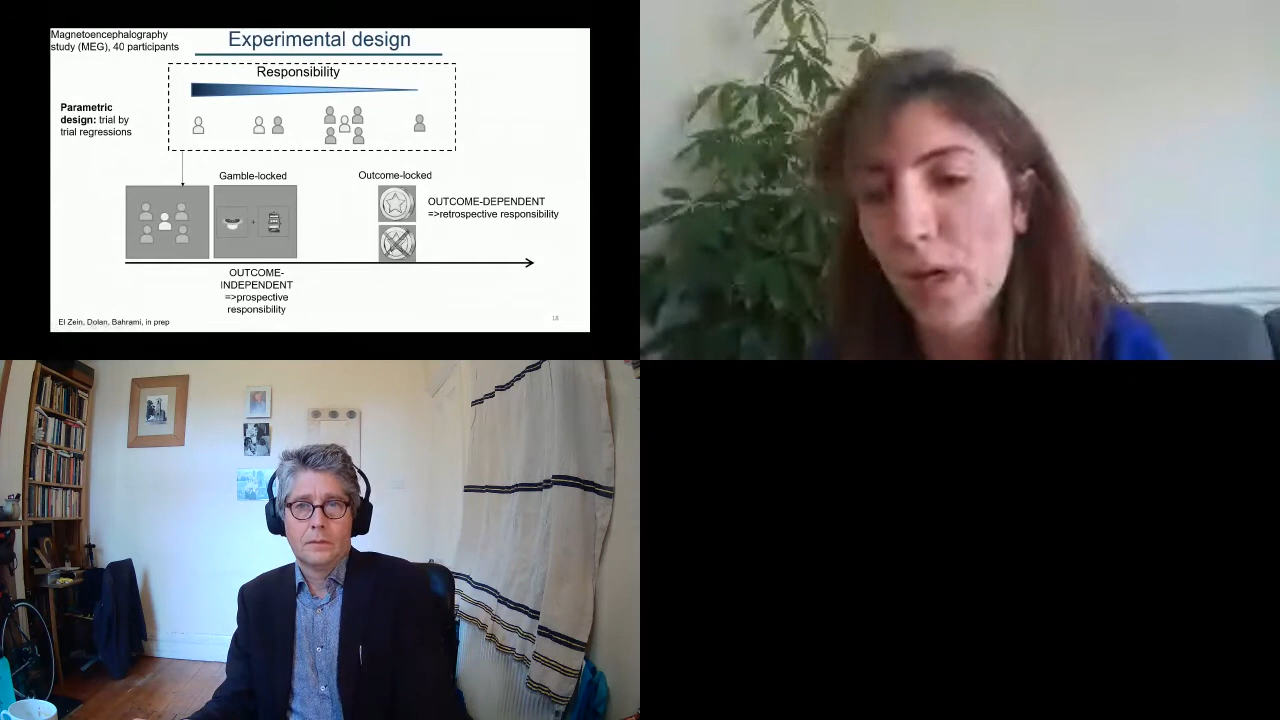 Magnetoencephalography
study (MEG), 40 participants
Experimental design
Responsibility
Parametric
design: trial by
trial regressions
Gamble-locked
Outcome-locked
+
OUTCOME-DEPENDENT
=>retrospective responsibility
OUTCOME-
INDEPENDENT
=>prospective
responsibility
El Zein, Dolan, Bahrami, in prep
18